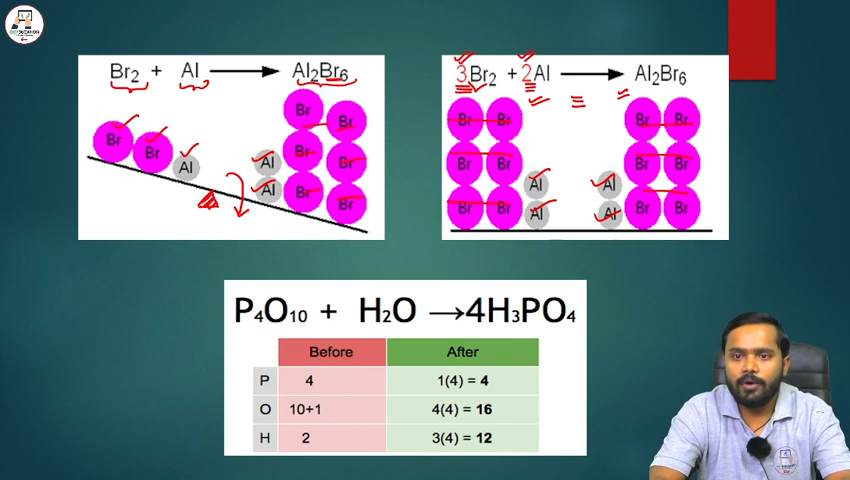 Br2 + Al ⟶ Al2Br6
Br Br Al
Al Al
Br Br
Br Br
Br Br
3Br2 + 2Al ⟶ Al2Br6
Br Br Br Br
Br Br Al Al Br Br
Br Br Al Al Br Br
P4O10 + H2O →4H3PO4
Before After
P 4 1(4) = 4
O 10+1 4(4) = 16
H 2 3(4) = 12